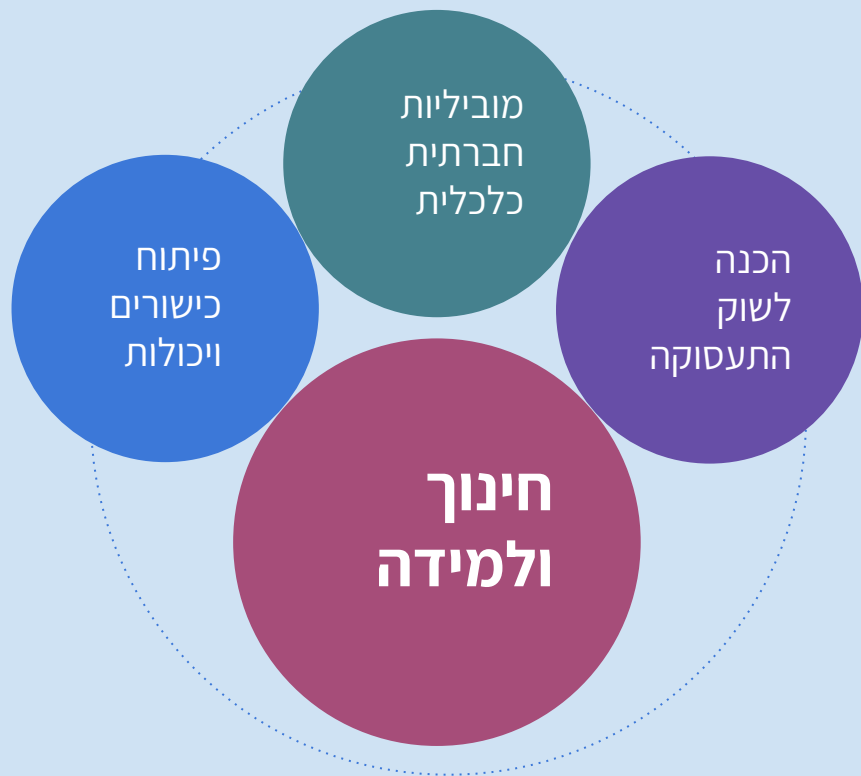 מוביליות
חברתית
כלכלית
הכנה
לשוק
התעסוקה
פיתוח
כישורים
ויכולות
חינוך
ולמידה